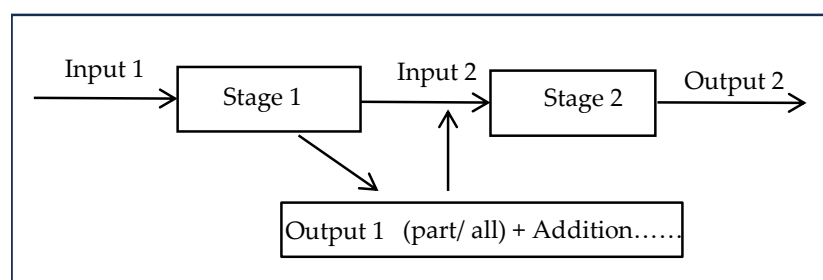 Input 1
Stage 1
Input 2
Stage 2
Output 2
Output 1 (part/ all) + Addition……